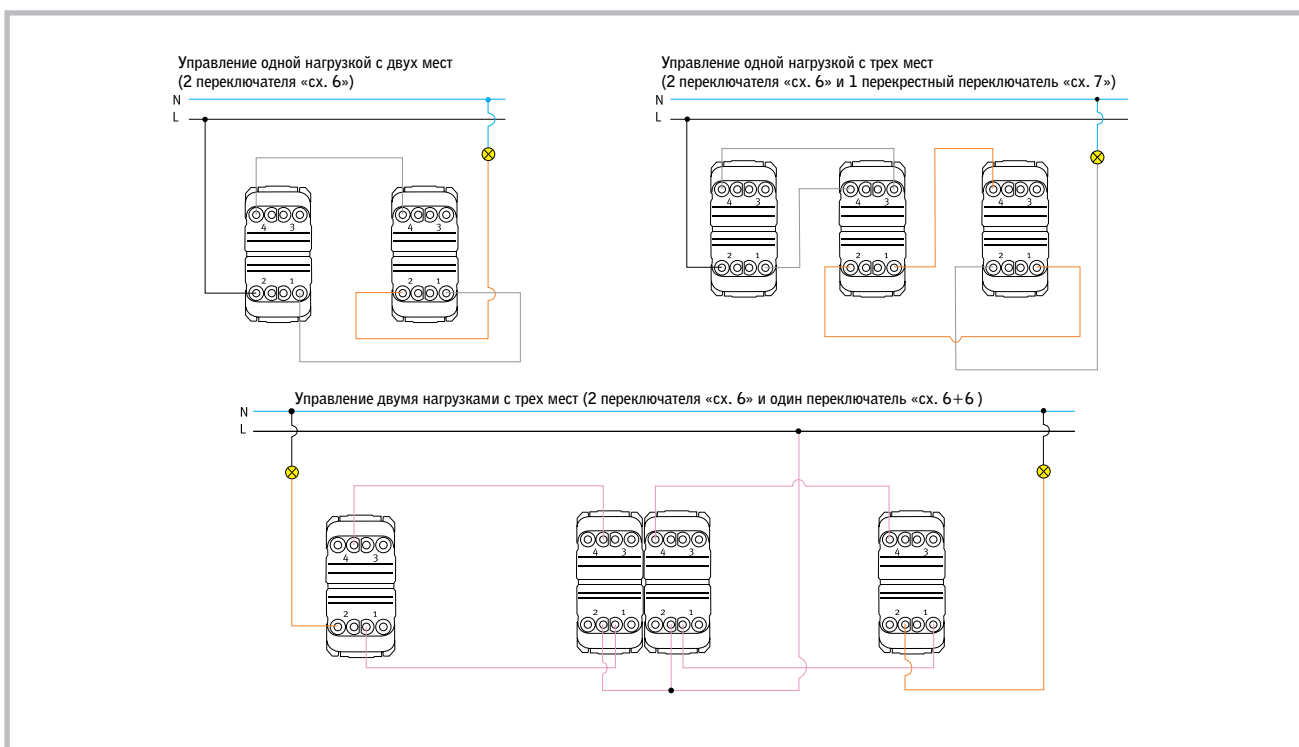 Управление одной нагрузкой с двух мест
(2 переключателя «сх. 6»)
N
L
4 3
4 3
2 1
2 1
Управление одной нагрузкой с трех мест
(2 переключателя «сх. 6» и 1 перекрестный переключатель «сх. 7»)
N
L
4 3
4 3
4 3
2 1
2 1
2 1
Управление двумя нагрузками с трех мест (2 переключателя «сх. 6» и один переключатель «сх. 6+6 )
N
L
4 3
4 3
4 3
4 3
2 1
2 1
2 1
2 1